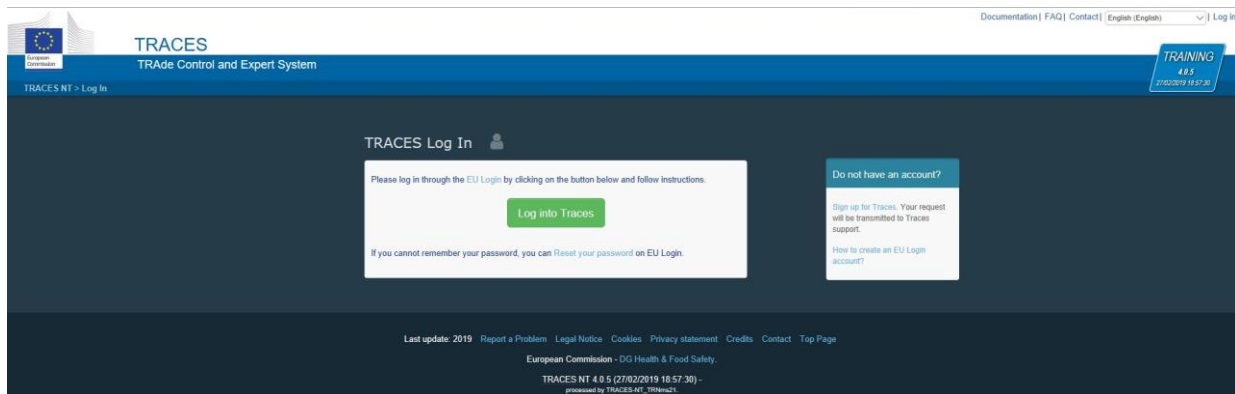 Documentation| FAQ| Contact| English (English) | Log in
European
Commission
TRACES
TRAde Control and Expert System
TRAINING
4.0.5
27/02/2019 18:57:30
TRACES NT > Log In
TRACES Log In
Please log in through the EU Login by clicking on the button below and follow instructions.
Log into Traces
If you cannot remember your password, you can Reset your password on EU Login.
Do not have an account?
Sign up for Traces. Your request
will be transmitted to Traces
support.
How to create an EU Login
account?
Last update: 2019 Report a Problem Legal Notice Cookies Privacy statement Credits Contact Top Page
European Commission - DG Health & Food Safety.
TRACES NT 4.0.5 (27/02/2019 18:57:30) -
processed by TRACES-NT_TRNms21.